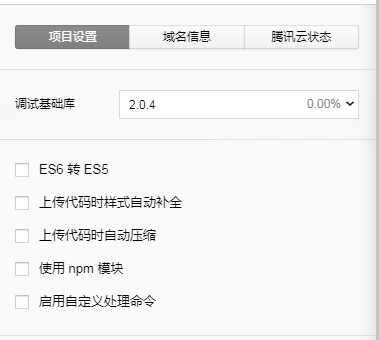 项目设置 域名信息 腾讯云状态
调试基础库 2.0.4 0.00%
ES6 转 ES5
上传代码时样式自动补全
上传代码时自动压缩
使用 npm 模块
启用自定义处理命令